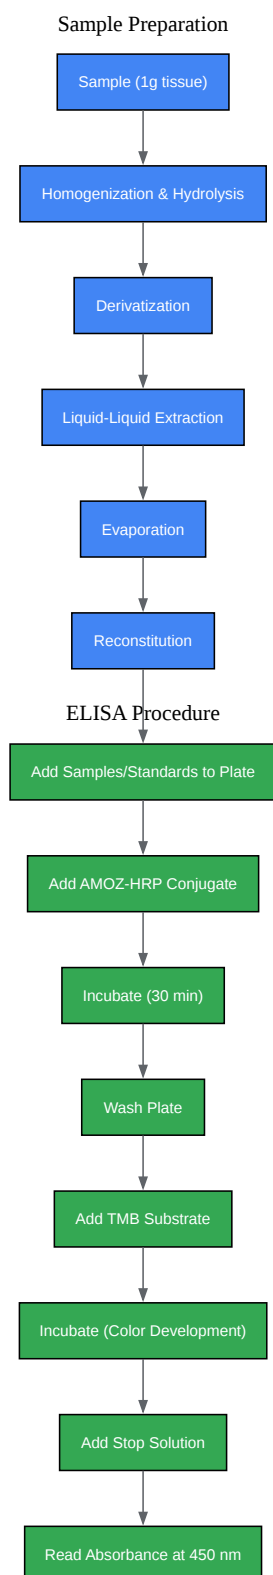 Sample Preparation
Sample (1g tissue)
Homogenization & Hydrolysis
Derivatization
Liquid-Liquid Extraction
Evaporation
Reconstitution
ELISA Procedure
Add Samples/Standards to Plate
Add AMOZ-HRP Conjugate
Incubate (30 min)
Wash Plate
Add TMB Substrate
Incubate (Color Development)
Add Stop Solution
Read Absorbance at 450 nm